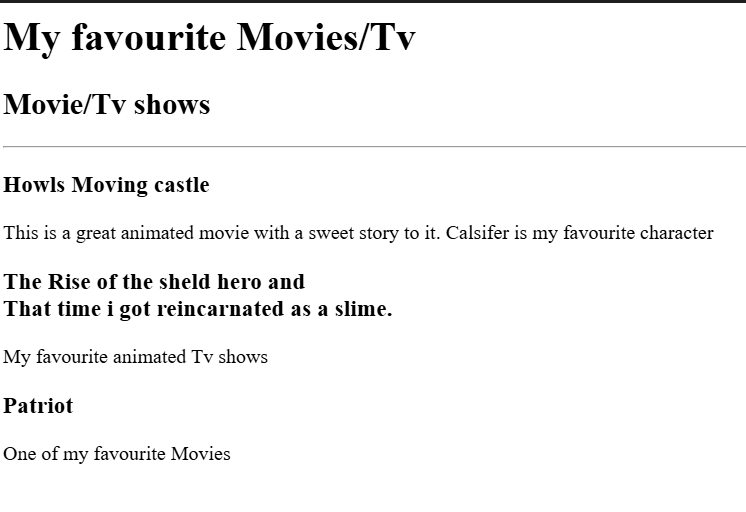 My favourite Movies/Tv
Movie/Tv shows
Howls Moving castle
This is a great animated movie with a sweet story to it. Calsifer is my favourite character
The Rise of the sheld hero and
That time i got reincarnated as a slime.
My favourite animated Tv shows
Patriot
One of my favourite Movies